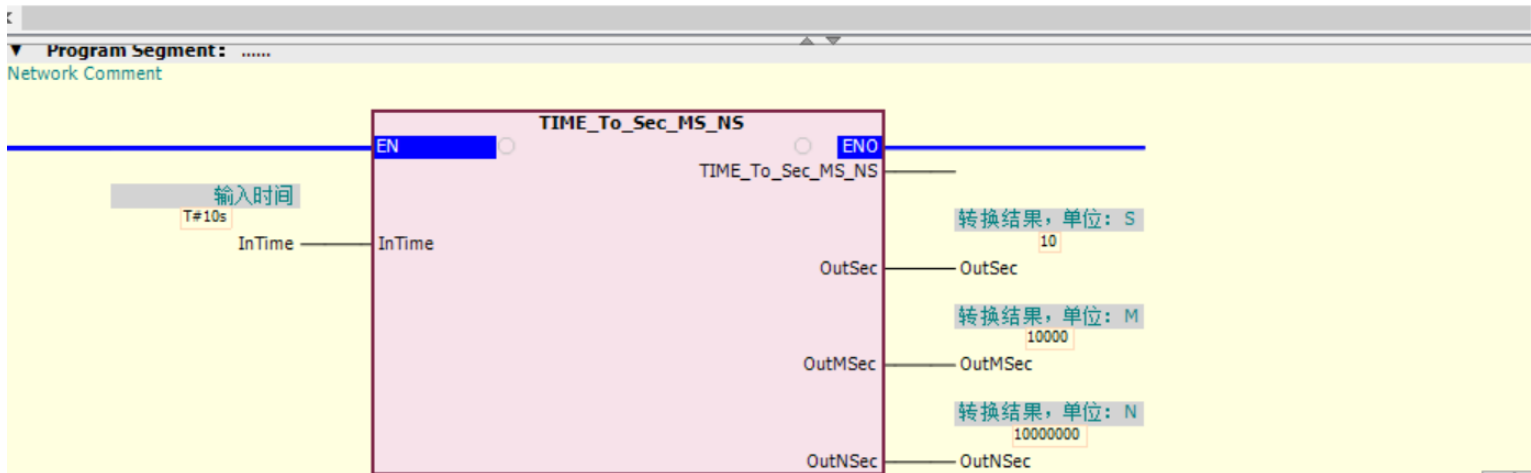 Program Segment: ......
Network Comment
TIME_To_Sec_MS_NS
EN
ENO
TIME_To_Sec_MS_NS
输入时间
T#10s
InTime
InTime
转换结果，单位：S
10
OutSec
OutSec
转换结果，单位：M
10000
OutMSec
OutMSec
转换结果，单位：N
10000000
OutNSec
OutNSec